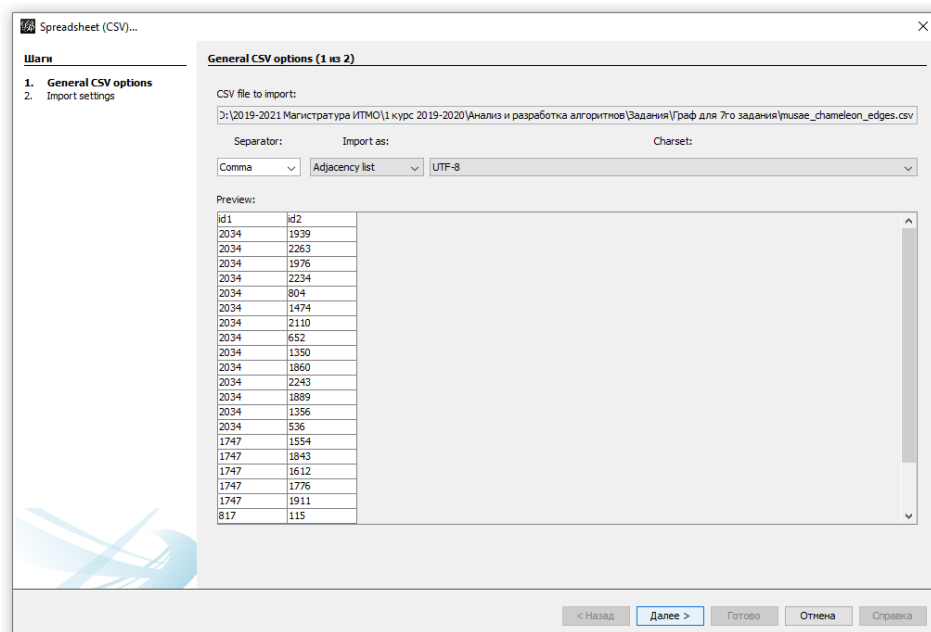 Spreadsheet (CSV)...
Шаги
1. General CSV options
2. Import settings
General CSV options (1 из 2)
CSV file to import:
D:\2019-2021 Магистратура ИТМО\1 курс 2019-2020\Анализ и разработка алгоритмов\Задания\Граф для 7го задания\musae_chameleon_edges.csv
Separator: Import as: Charset:
Comma Adjacency list UTF-8
Preview:
id1 id2
2034 1939
2034 2263
2034 1976
2034 2234
2034 804
2034 1474
2034 2110
2034 652
2034 1350
2034 1860
2034 2243
2034 1889
2034 1356
2034 536
1747 1554
1747 1843
1747 1612
1747 1776
1747 1911
817 115
< Назад Далее > Готово Отмена Справка